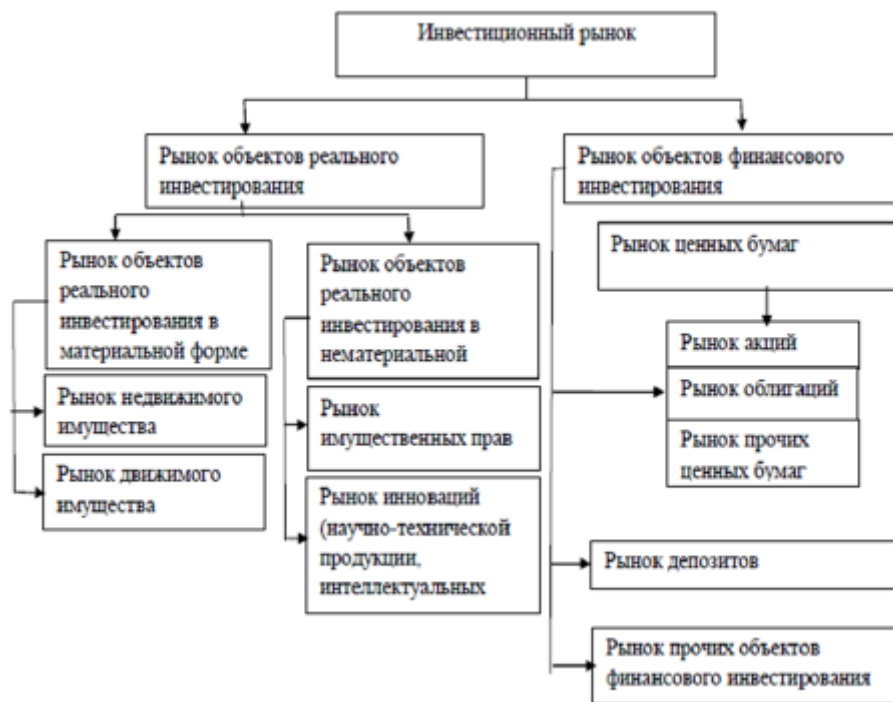 Инвестиционный рынок
Рынок объектов реального
инвестирования
Рынок объектов финансового
инвестирования
Рынок объектов
реального
инвестирования в
материальной форме
Рынок объектов
реального
инвестирования в
нематериальной
Рынок ценных бумаг
Рынок акций
Рынок облигаций
Рынок прочих
ценных бумаг
Рынок недвижимого
имущества
Рынок
имущественных прав
Рынок движимого
имущества
Рынок инноваций
(научно-технической
продукции,
интеллектуальных
Рынок депозитов
Рынок прочих объектов
финансового инвестирования